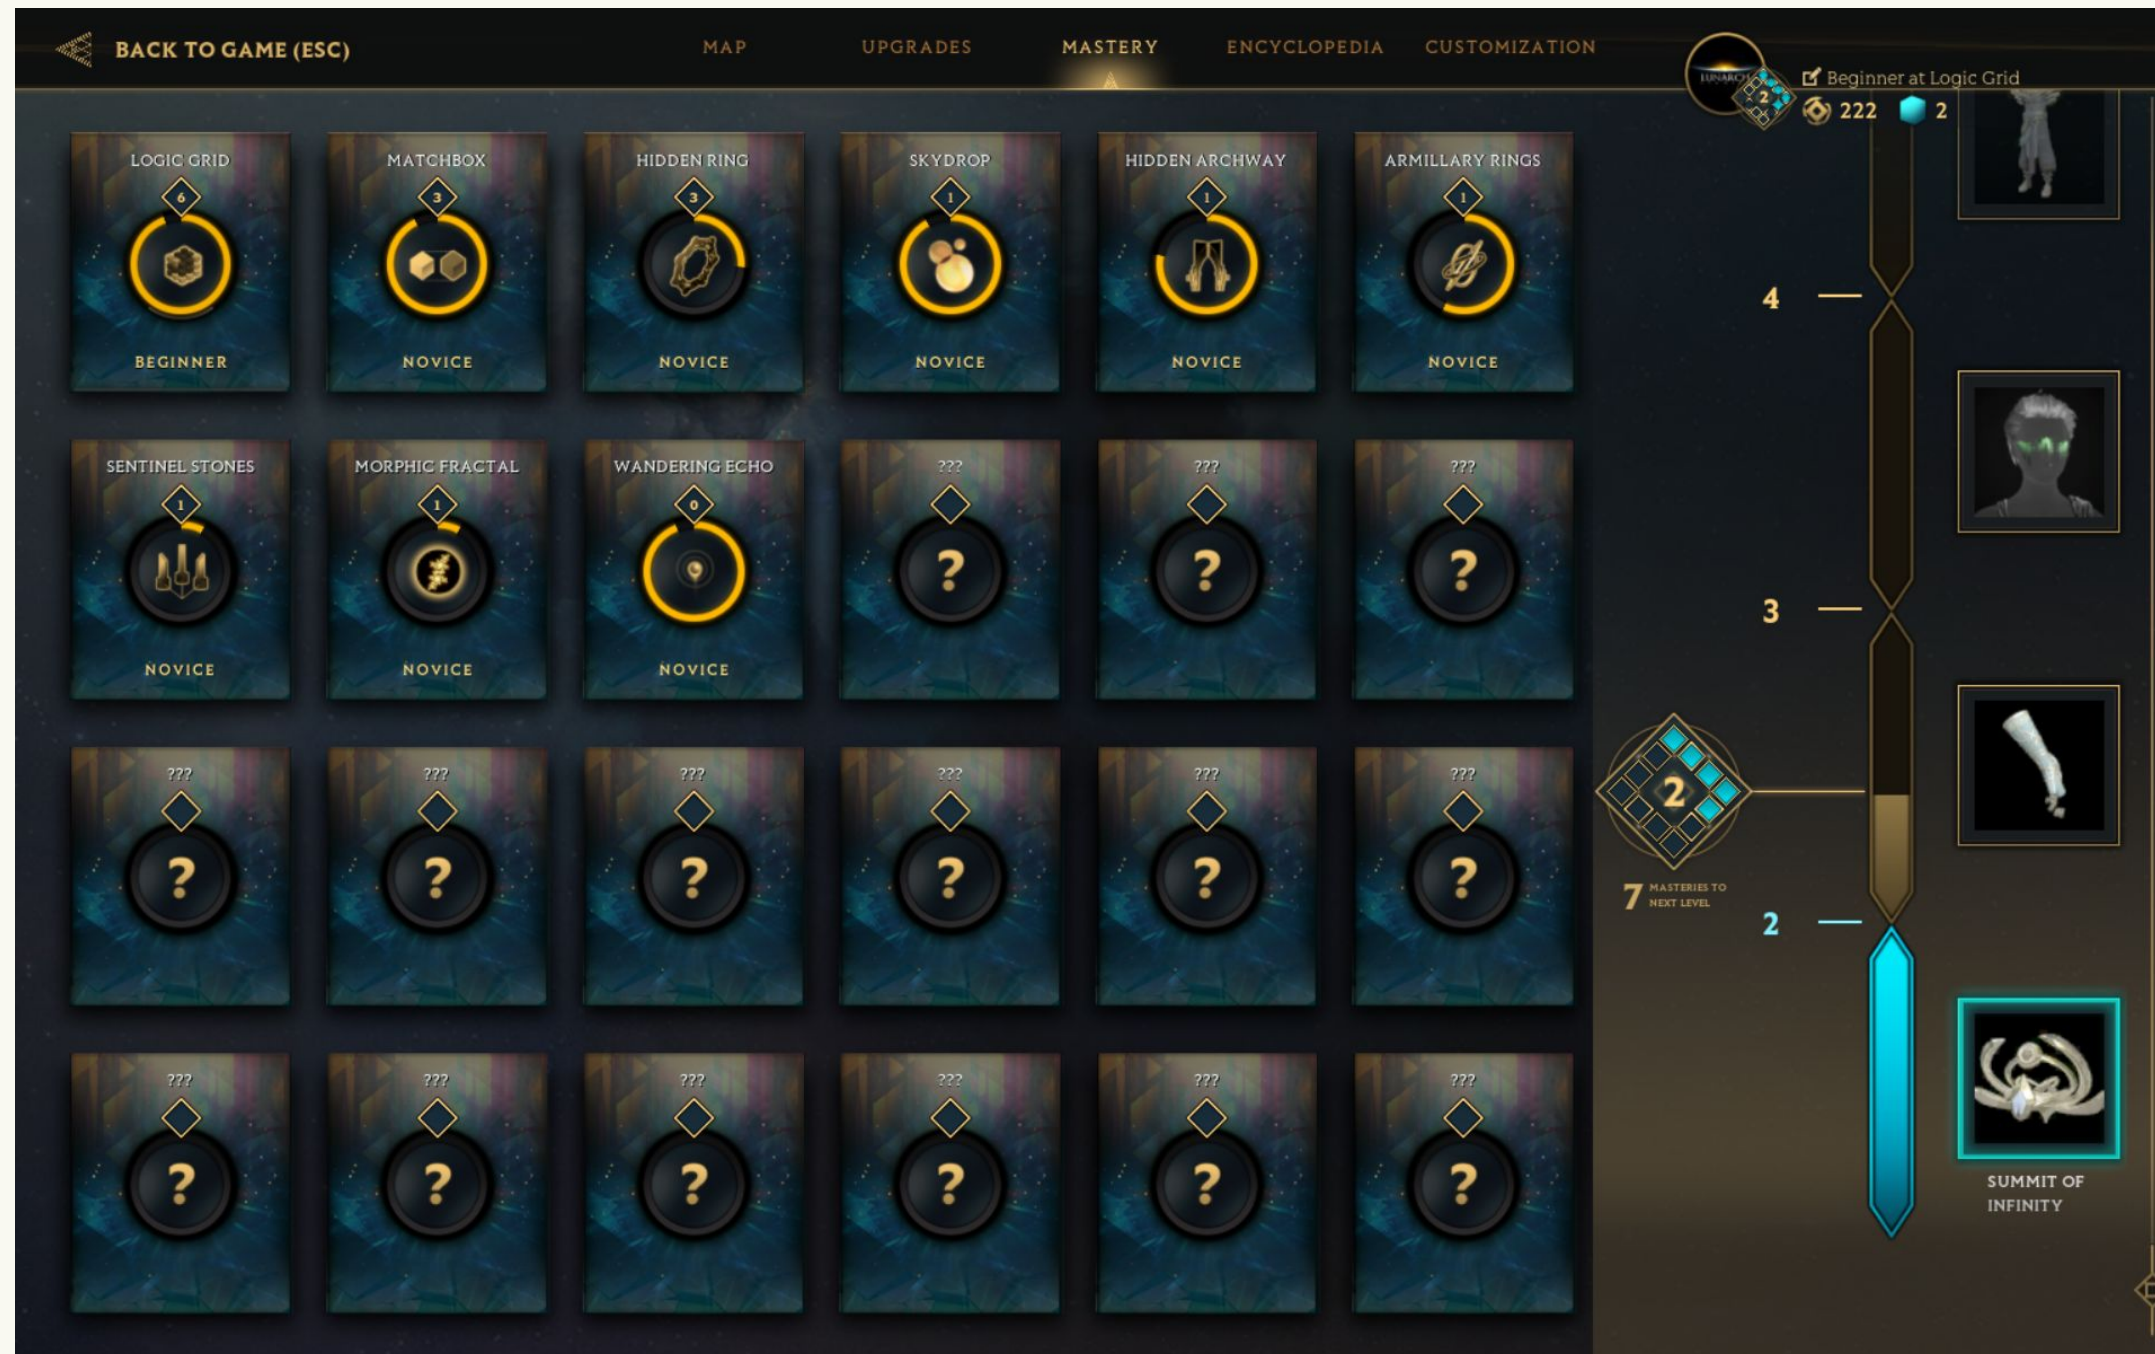 BACK TO GAME (ESC)
MAP
UPGRADES
MASTERY
ENCYCLOPEDIA
CUSTOMIZATION
LUNARCH
2
Beginner at Logic Grid
222
2
LOGIC GRID
6
BEGINNER
MATCHBOX
3
NOVICE
HIDDEN RING
3
NOVICE
SKYDROP
1
NOVICE
HIDDEN ARCHWAY
1
NOVICE
ARMILLARY RINGS
1
NOVICE
SENTINEL STONES
1
NOVICE
MORPHIC FRACTAL
1
NOVICE
WANDERING ECHO
0
NOVICE
???
?
???
?
???
?
???
?
???
?
???
?
???
?
???
?
???
?
???
?
???
?
???
?
???
?
???
?
???
?
4
3
2
7
MASTERIES TO
NEXT LEVEL
2
SUMMIT OF
INFINITY